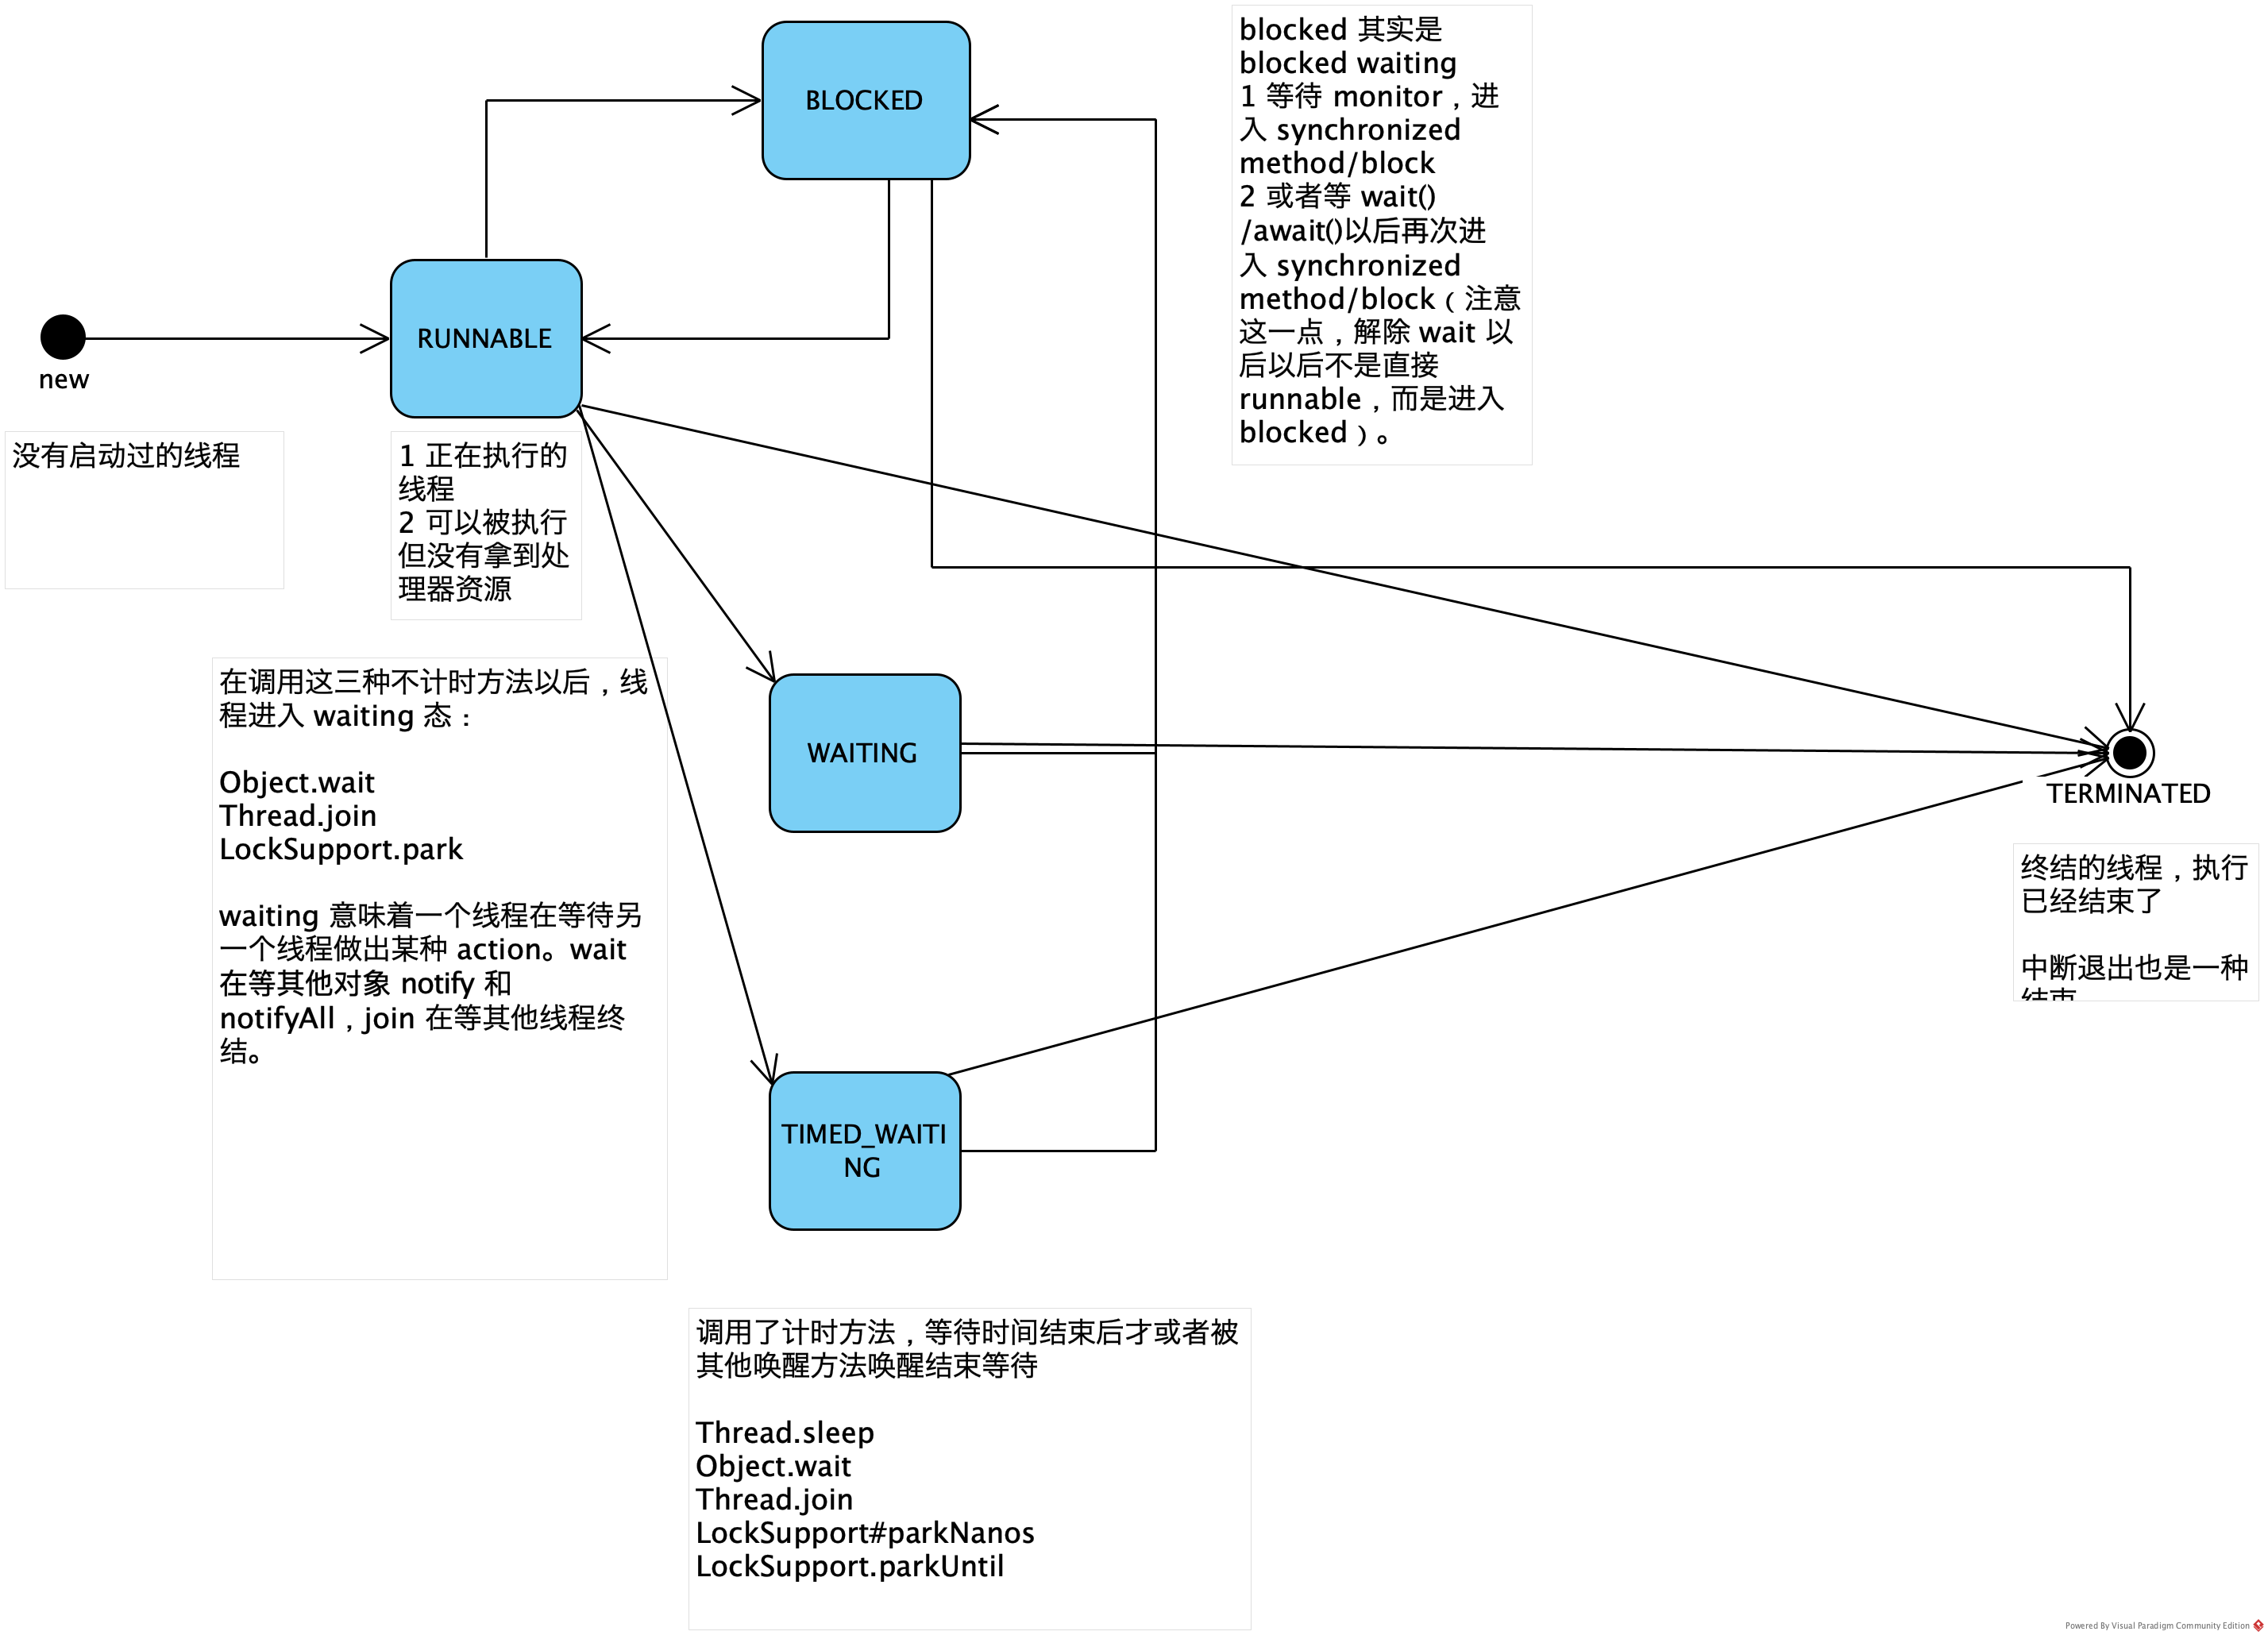 BLOCKED
RUNNABLE
new
没有启动过的线程
1 正在执行的
线程
2 可以被执行
但没有拿到处
理器资源
blocked 其实是
blocked waiting
1 等待 monitor，进
入 synchronized
method/block
2 或者等 wait()
/await()以后再次进
入 synchronized
method/block（注意
这一点，解除 wait 以
后以后不是直接
runnable，而是进入
blocked）。
在调用这三种不计时方法以后，线
程进入 waiting 态：
Object.wait
Thread.join
LockSupport.park
waiting 意味着一个线程在等待另
一个线程做出某种 action。wait
在等其他对象 notify 和
notifyAll，join 在等其他线程终
结。
WAITING
TERMINATED
终结的线程，执行
已经结束了
中断退出也是一种
结束
TIMED_WAITI
NG
调用了计时方法，等待时间结束后才或者被
其他唤醒方法唤醒结束等待
Thread.sleep
Object.wait
Thread.join
LockSupport#parkNanos
LockSupport.parkUntil
Powered By Visual Paradigm Community Edition